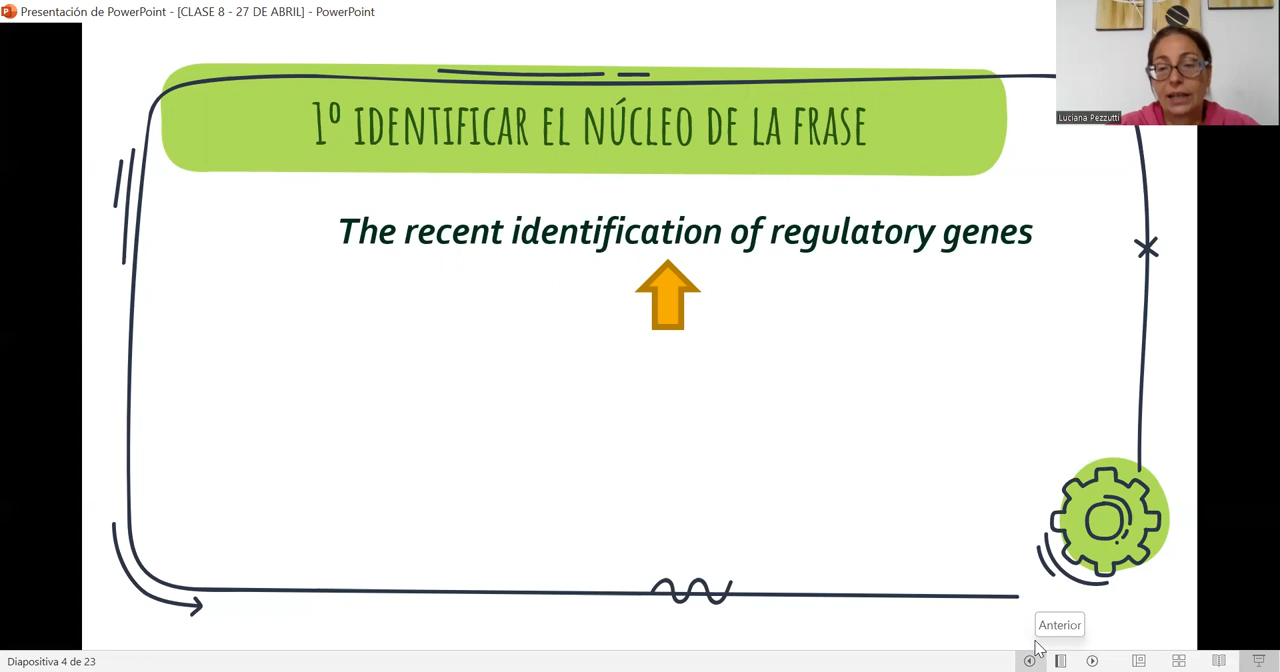 Presentación de PowerPoint - [CLASE 8 - 27 DE ABRIL] - PowerPoint
1º IDENTIFICAR EL NÚCLEO DE LA FRASE
Luciana Pezzutti
The recent identification of regulatory genes
Anterior
Diapositiva 4 de 23